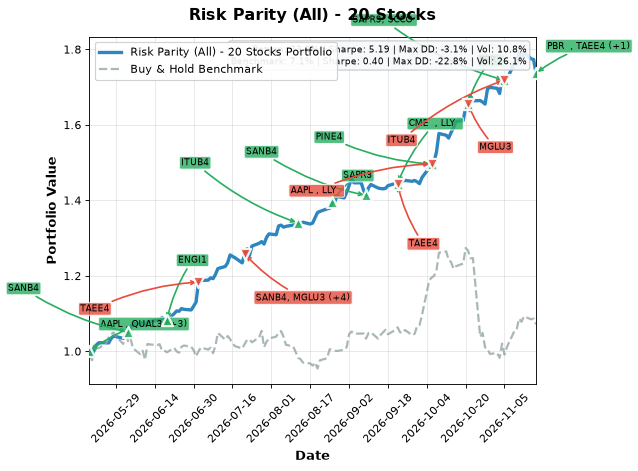 Risk Parity (All) - 20 Stocks
Risk Parity (All) - 20 Stocks Portfolio
Buy & Hold Benchmark
Sharpe: 5.19 | Max DD: -3.1% | Vol: 10.8%
Benchmark: 7.1% | Sharpe: 0.40 | Max DD: -22.8% | Vol: 26.1%
PBR , TAEE4 (+1)
CME , LLY
PINE4
ITUB4
SANB4
MGLU3
ITUB4
SAPR3
AAPL , LLY
TAEE4
ENGI1
SANB4
SANB4, MGLU3 (+4)
TAEE4
Portfolio Value
1.8
1.6
1.4
1.2
1.0
2026-05-29
2026-06-14
2026-06-30
2026-07-16
2026-08-01
2026-08-17
2026-09-02
2026-09-18
2026-10-04
2026-10-20
2026-11-05
Date